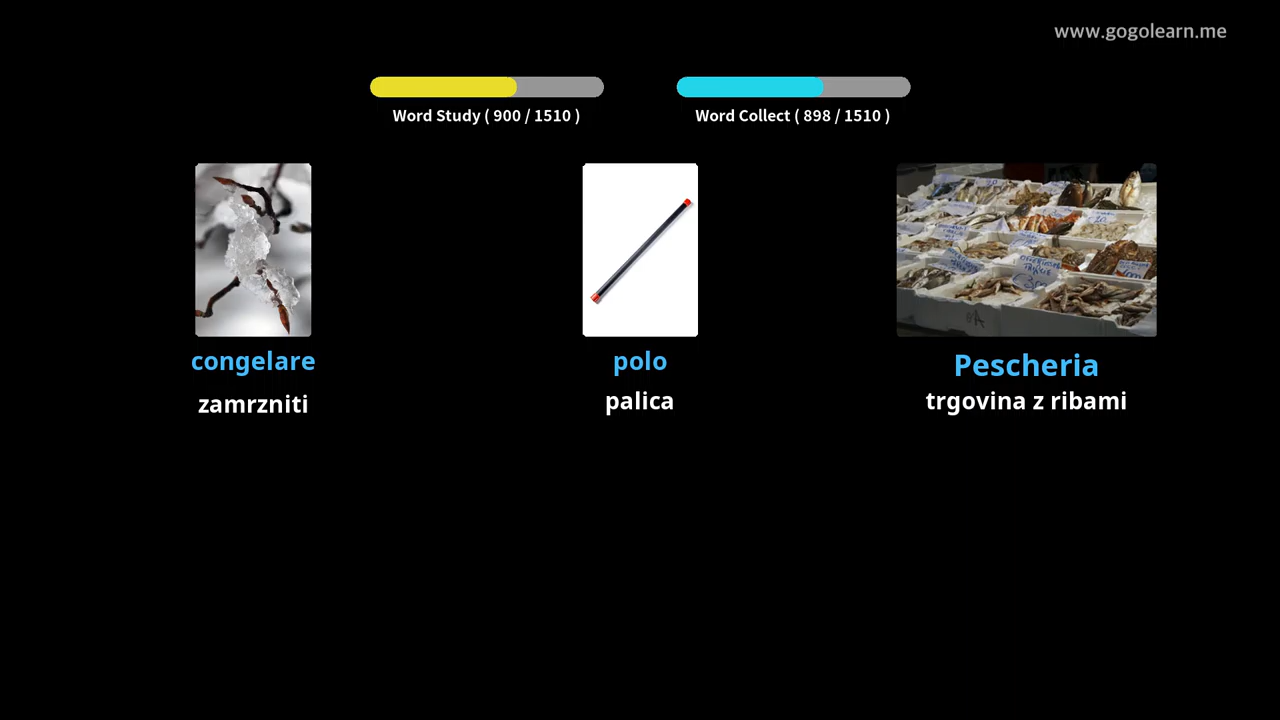 www.gogolearn.me
Word Study ( 900 / 1510 )
Word Collect ( 898 / 1510 )
congelare
polo
Pescheria
zamrzniti
palica
trgovina z ribami